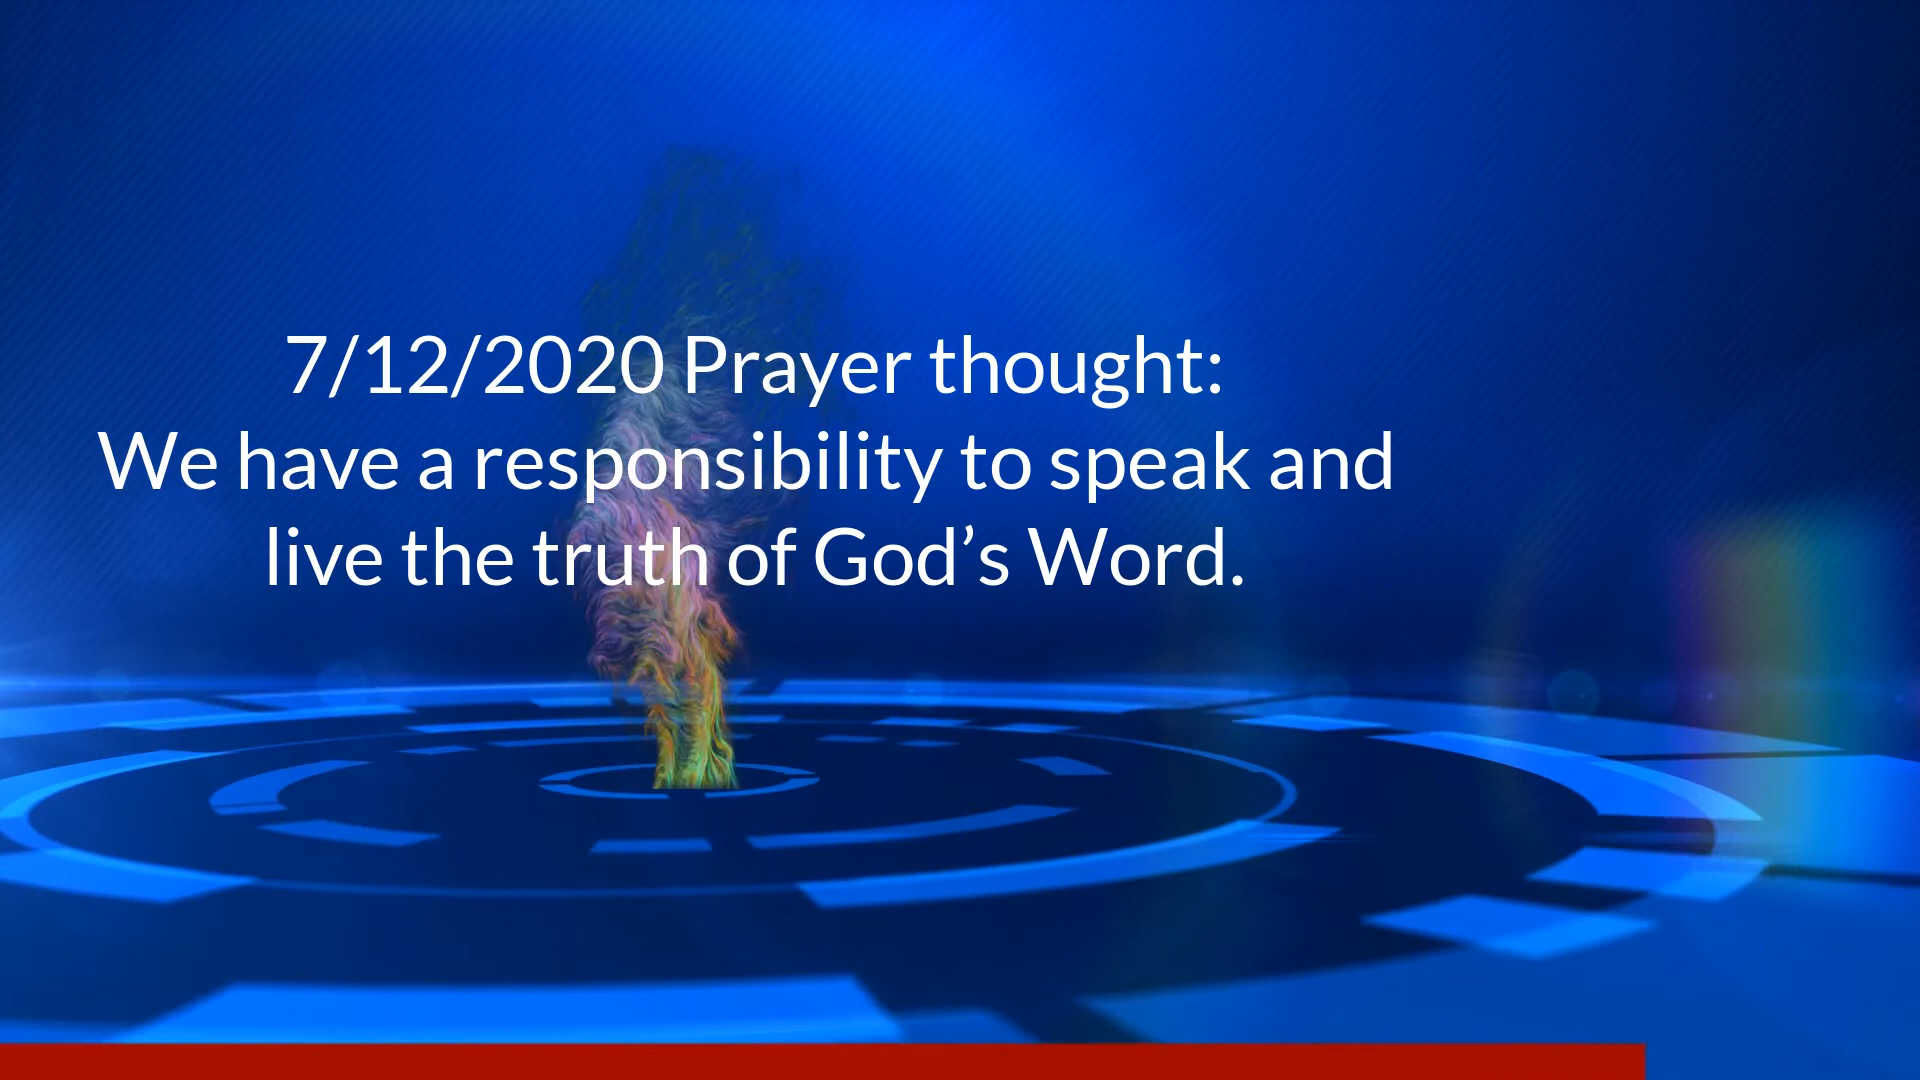 7/12/2020 Prayer thought:
We have a responsibility to speak and
live the truth of God’s Word.